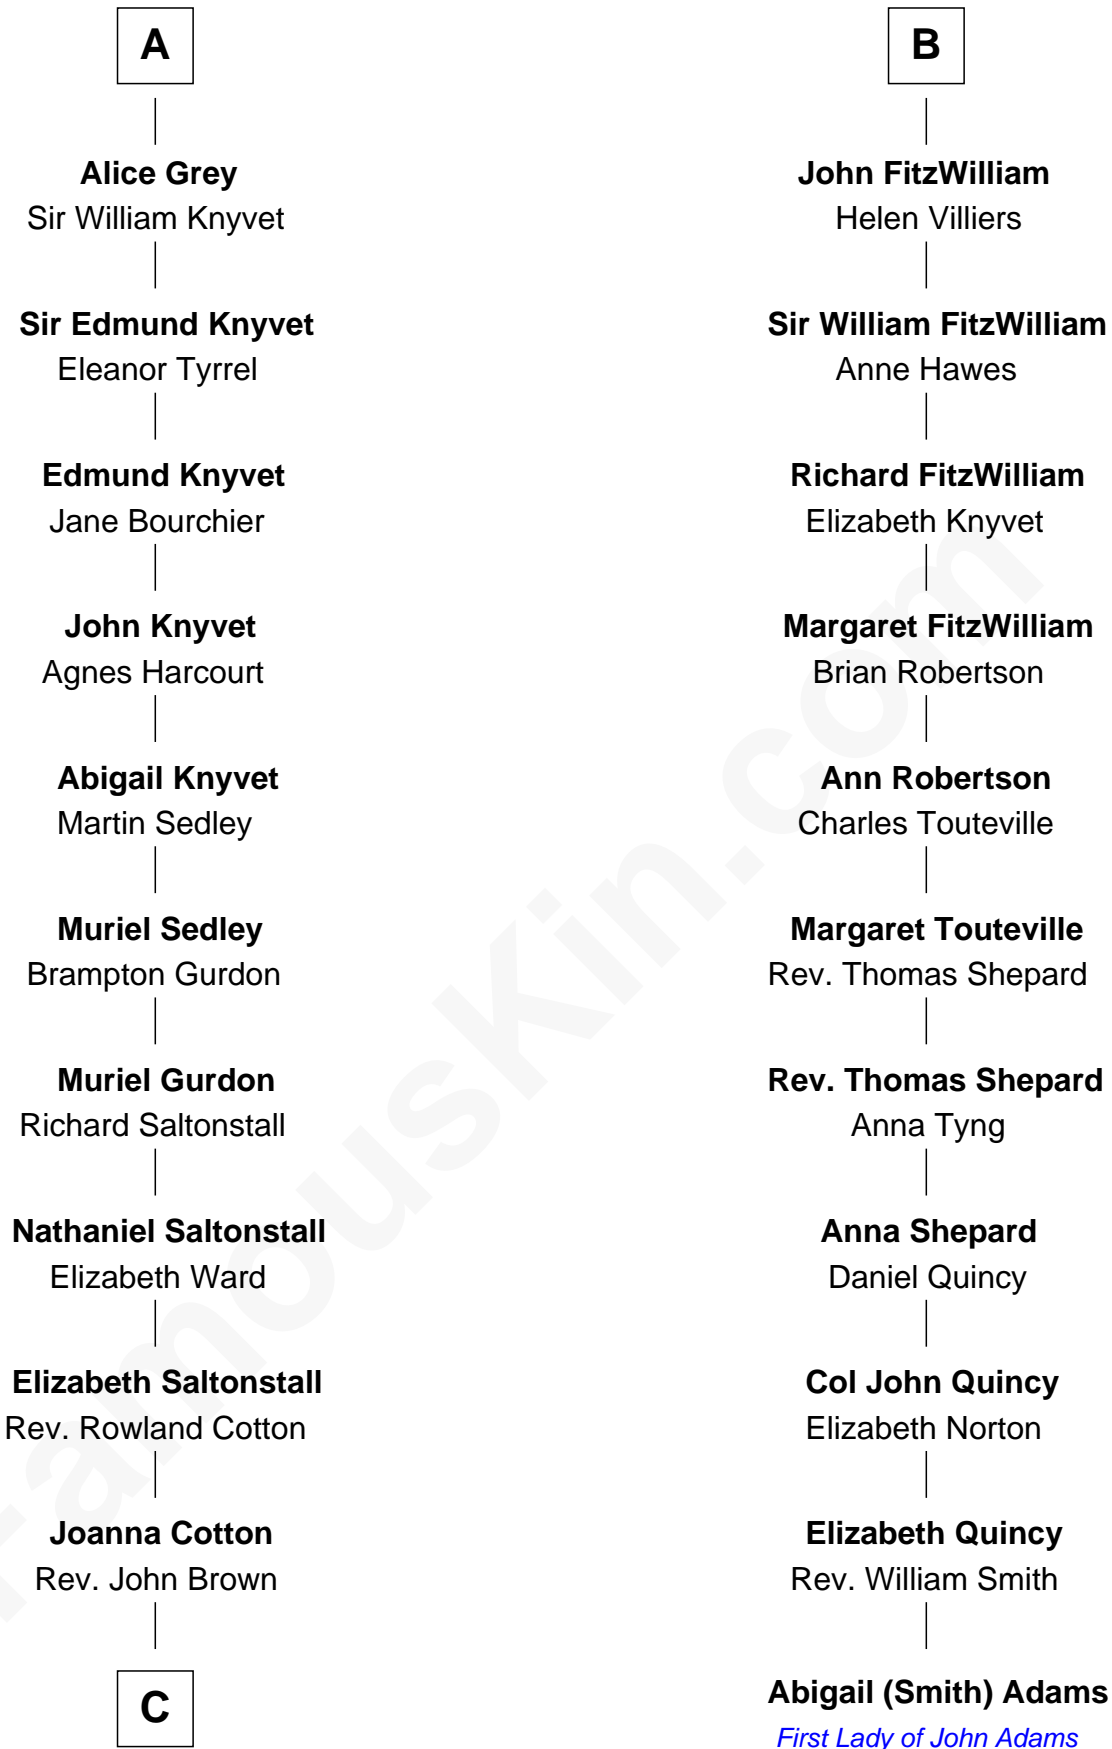 A
Alice Grey
Sir William Knyvet
Sir Edmund Knyvet
Eleanor Tyrrel
Edmund Knyvet
Jane Bourchier
John Knyvet
Agnes Harcourt
Abigail Knyvet
Martin Sedley
Muriel Sedley
Brampton Gurdon
Muriel Gurdon
Richard Saltonstall
Nathaniel Saltonstall
Elizabeth Ward
Elizabeth Saltonstall
Rev. Rowland Cotton
Joanna Cotton
Rev. John Brown
C
B
John FitzWilliam
Helen Villiers
Sir William FitzWilliam
Anne Hawes
Richard FitzWilliam
Elizabeth Knyvet
Margaret FitzWilliam
Brian Robertson
Ann Robertson
Charles Touteville
Margaret Touteville
Rev. Thomas Shepard
Rev. Thomas Shepard
Anna Tyng
Anna Shepard
Daniel Quincy
Col John Quincy
Elizabeth Norton
Elizabeth Quincy
Rev. William Smith
Abigail (Smith) Adams
First Lady of John Adams
FamousKin.com